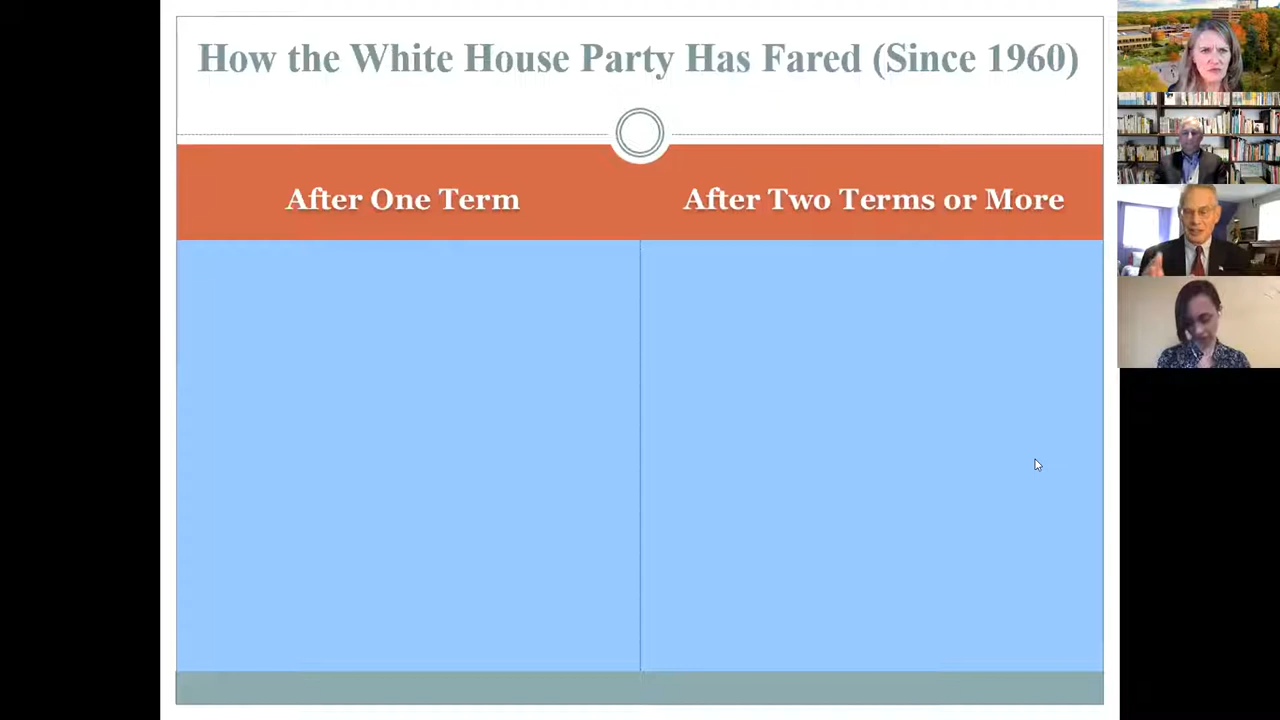 How the White House Party Has Fared (Since 1960)
After One Term
After Two Terms or More